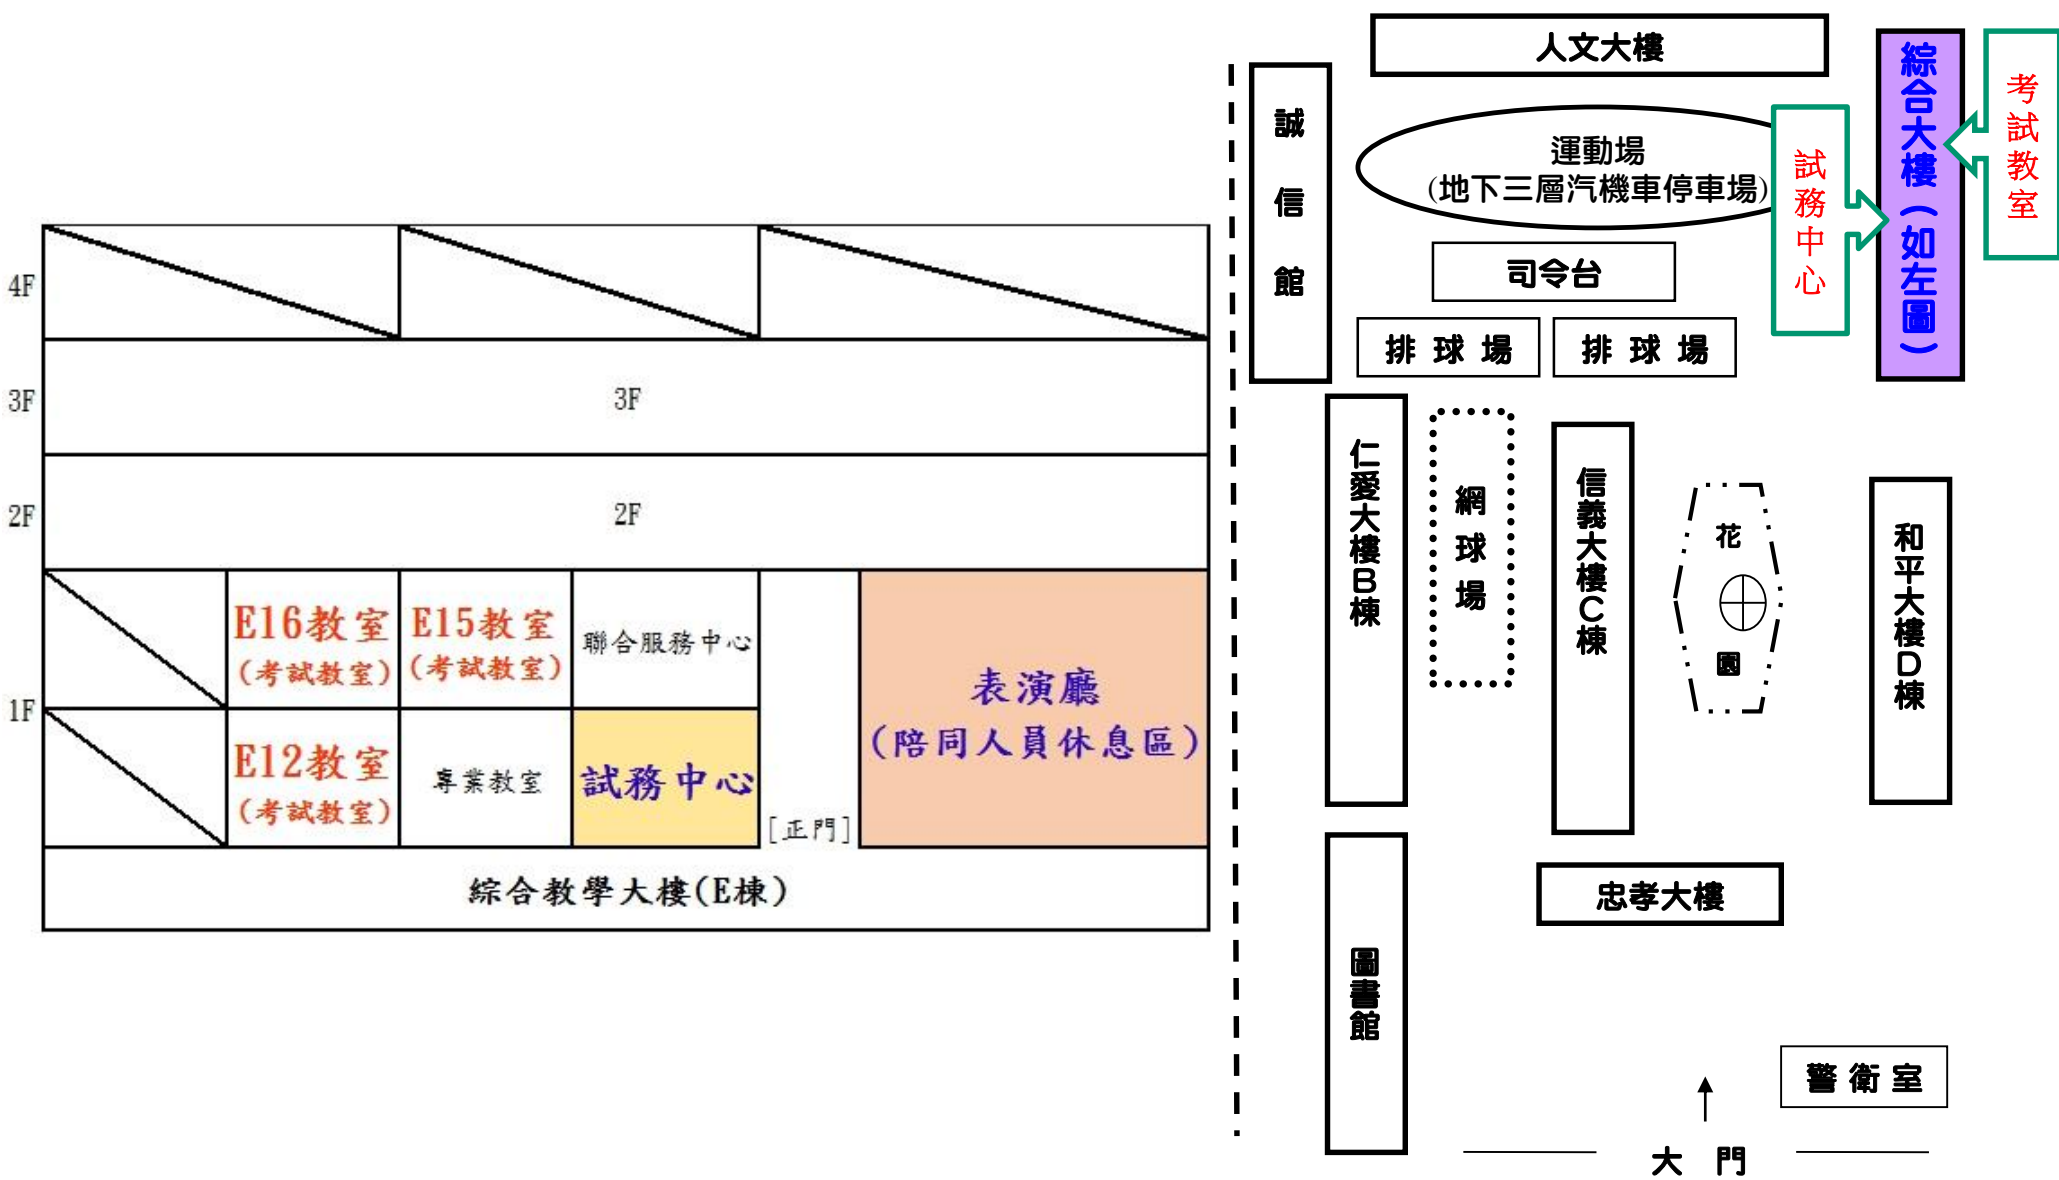 4F
3F
3F
2F
2F
1F
E16教室
(考試教室)
E15教室
(考試教室)
聯合服務中心
E12教室
(考試教室)
專業教室
試務中心
[正門]
表演廳
(陪同人員休息區)
綜合教學大樓(E棟)
人文大樓
誠信館
運動場
(地下三層汽機車停車場)
試務中心
綜合大樓(如左圖)
考試教室
司令台
排球場
排球場
仁愛大樓B棟
網球場
信義大樓C棟
花
園
和平大樓D棟
忠孝大樓
圖書館
警衛室
大門